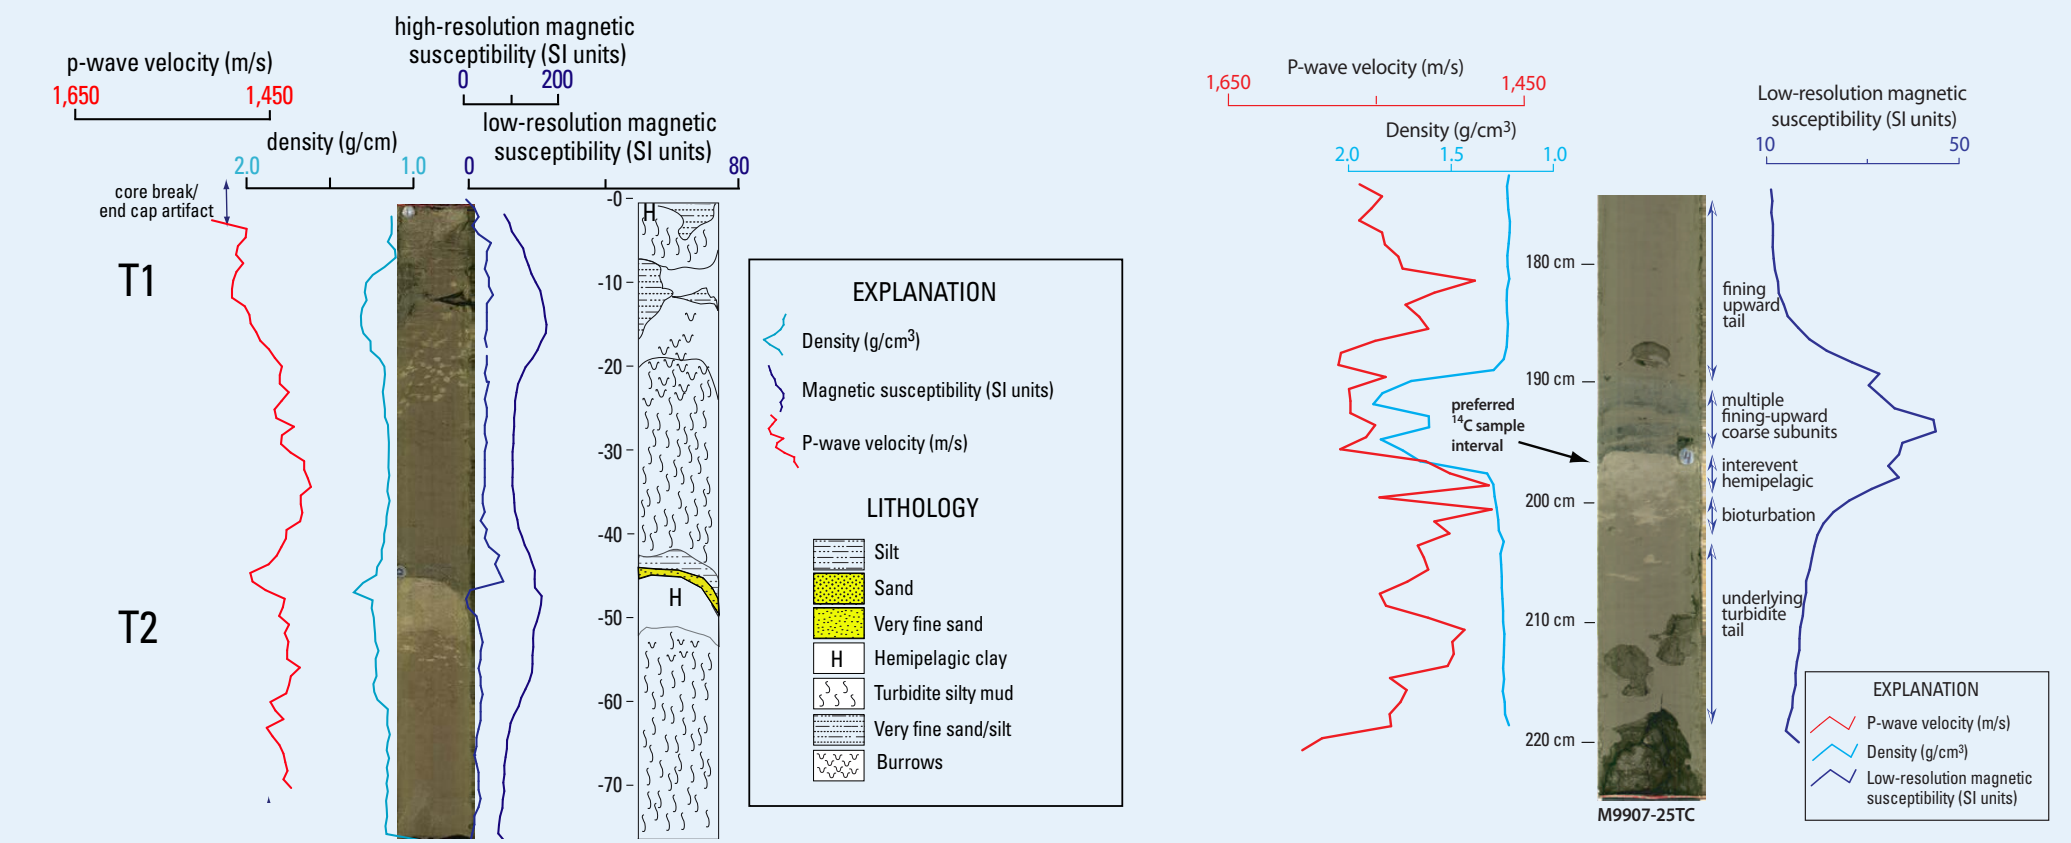 high-resolution magnetic
susceptibility (SI units)
0 200
p-wave velocity (m/s)
1,650 1,450
low-resolution magnetic
susceptibility (SI units)
0 80
density (g/cm)
2.0 1.0
core break/
end cap artifact
T1
T2
-0
-10
-20
-30
-40
-50
-60
-70
H
H
EXPLANATION
Density (g/cm3)
Magnetic susceptibility (SI units)
P-wave velocity (m/s)
LITHOLOGY
Silt
Sand
Very fine sand
H Hemipelagic clay
Turbidite silty mud
Very fine sand/silt
Burrows
P-wave velocity (m/s)
1,650 1,450
Density (g/cm3)
2.0 1.5 1.0
Low-resolution magnetic
susceptibility (SI units)
10 50
180 cm
190 cm
200 cm
210 cm
220 cm
preferred
14C sample
interval
4
fining
upward
tail
multiple
fining-upward
coarse subunits
interevent
hemipelagic
bioturbation
underlying
turbidite
tail
M9907-25TC
EXPLANATION
P-wave velocity (m/s)
Density (g/cm3)
Low-resolution magnetic
susceptibility (SI units)